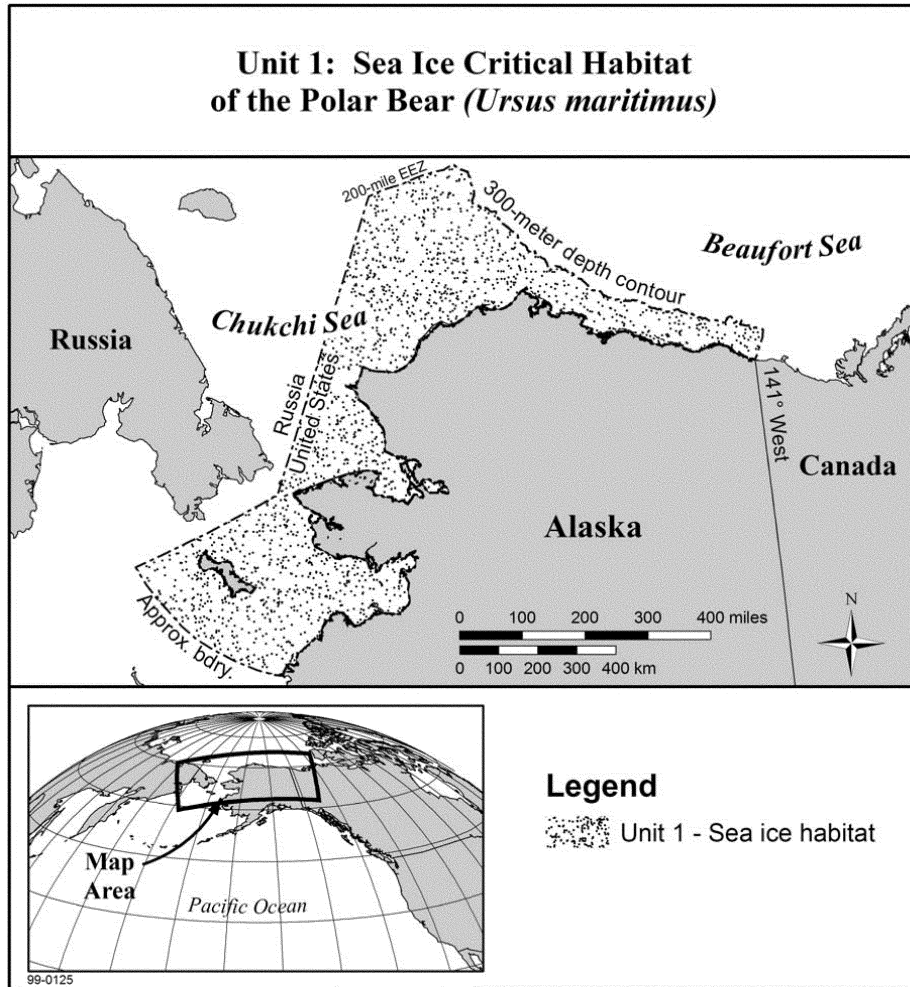 Unit 1: Sea Ice Critical Habitat
of the Polar Bear (Ursus maritimus)
200-mile EEZ
300-meter depth contour
Beaufort Sea
Chukchi Sea
Russia
Russia
United States
141° West
Canada
Alaska
Approx. bdry.
N
0 100 200 300 400 miles
0 100 200 300 400 km
Legend
Unit 1 - Sea ice habitat
Map
Area
Pacific Ocean
99-0125